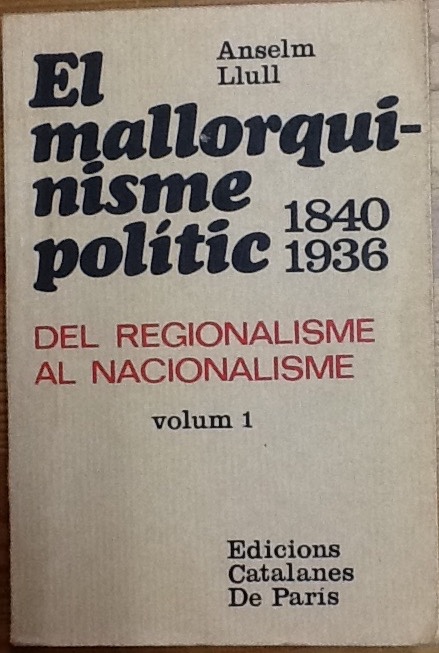 Anselm
Llull
El
mallorqui-
nisme
polític
1840
1936
DEL REGIONALISME
AL NACIONALISME
volum 1
Edicions
Catalanes
De París